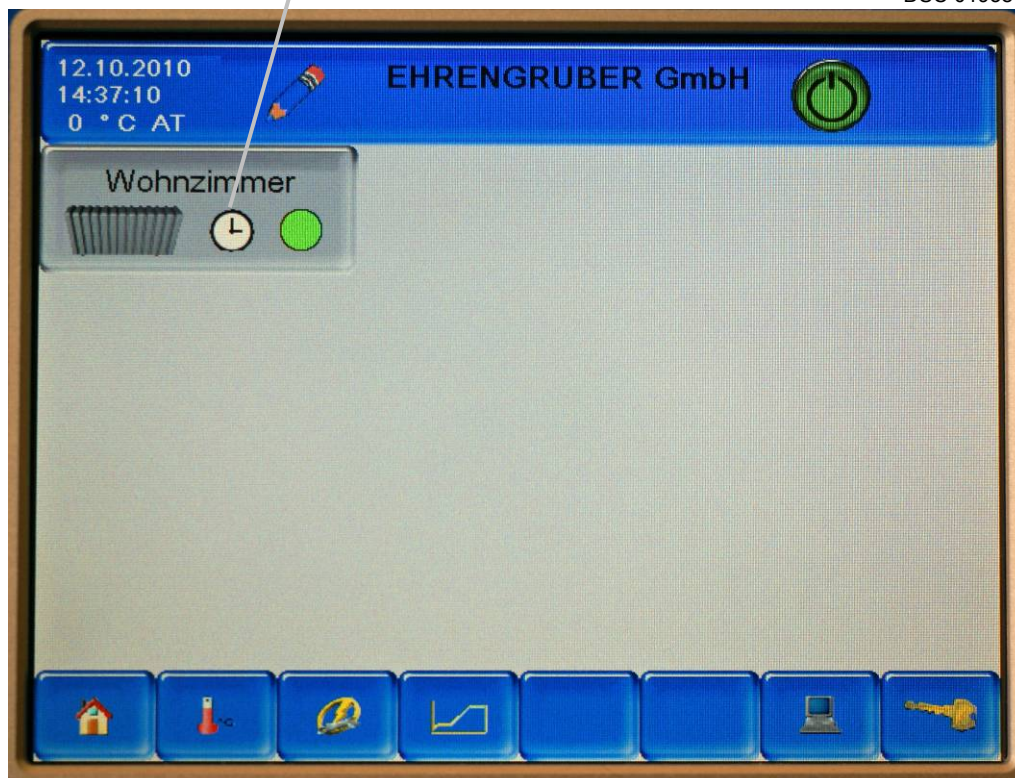 12.10.2010
14:37:10
0 °C AT
EHRENGRUBER GmbH
Wohnzimmer
°C